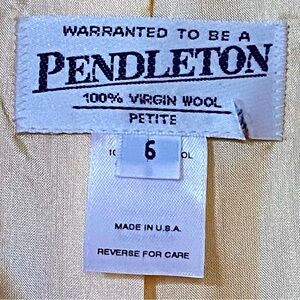 WARRANTED TO BE A
PENDLETON
100% VIRGIN WOOL
PETITE
6
MADE IN U.S.A.
REVERSE FOR CARE